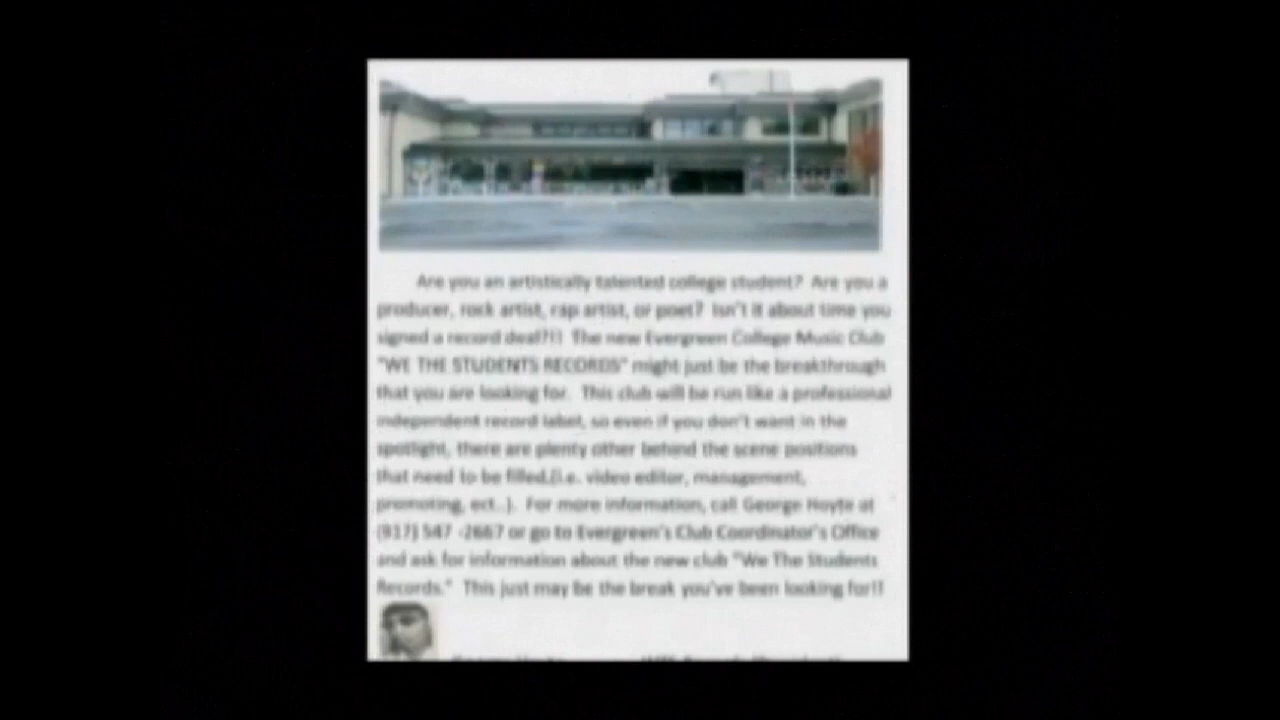 Are you an artistically talented college student? Are you a
producer, rock artist, rap artist, or poet? Isn't it about time you
signed a record deal?!! The new Evergreen College Music Club
"WE THE STUDENTS RECORDS" might just be the breakthrough
that you are looking for. This club will be run like a professional
independent record label, so even if you don't want in the
spotlight, there are plenty other behind the scene positions
that need to be filled,(i.e. video editor, management,
promoting, ect..). For more information, call George Hoyte at
(917) 547 -2667 or go to Evergreen's Club Coordinator's Office
and ask for information about the new club "We The Students
Records." This just may be the break you've been looking for!!